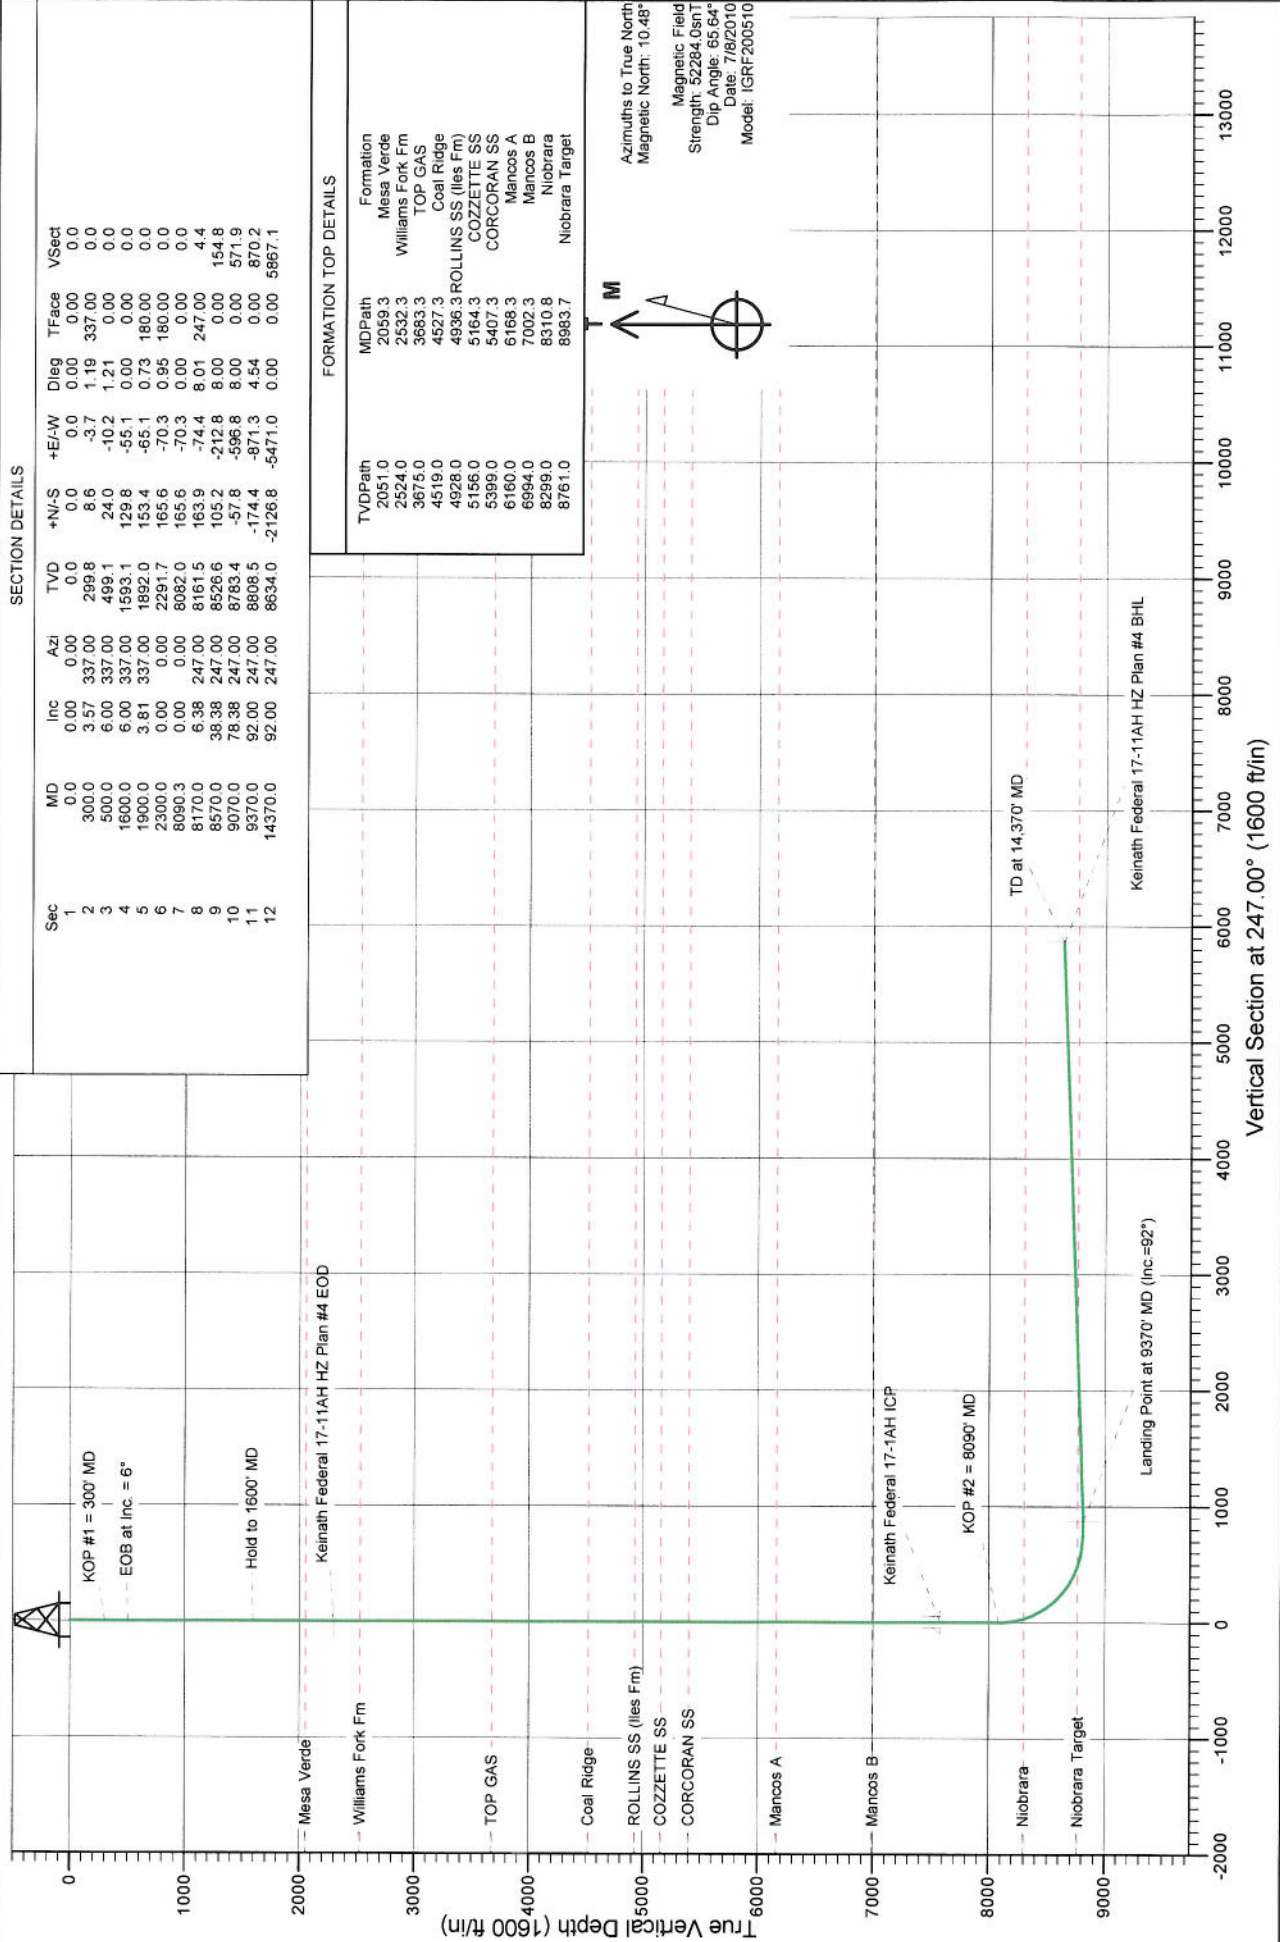 SECTION DETAILS
Sec MD Inc Azi TVD +N/-S +E/-W Dleg TFace VSect
1 0.0 0.00 0.00 0.0 0.0 0.0 0.00 0.00 0.0
2 300.0 3.57 337.00 299.8 8.6 -3.7 1.19 337.00 0.0
3 500.0 6.00 337.00 499.1 24.0 -10.2 1.21 0.00 0.0
4 1600.0 6.00 337.00 1593.1 129.8 -55.1 0.00 0.00 0.0
5 1900.0 3.81 337.00 1892.0 153.4 -65.1 0.73 180.00 0.0
6 2300.0 0.00 0.00 2291.7 165.6 -70.3 0.95 180.00 0.0
7 8090.3 0.00 0.00 8082.0 165.6 -70.3 0.00 0.00 0.0
8 8170.0 6.38 247.00 8161.5 163.9 -74.4 8.01 247.00 4.4
9 8570.0 38.38 247.00 8526.6 105.2 -212.8 8.00 0.00 154.8
10 9070.0 78.38 247.00 8783.4 -57.8 -596.8 8.00 0.00 571.9
11 9370.0 92.00 247.00 8808.5 -174.4 -871.3 4.54 0.00 870.2
12 14370.0 92.00 247.00 8634.0 -2126.8 -5471.0 0.00 0.00 5867.1
FORMATION TOP DETAILS
TVDPath MDPath Formation
2051.0 2059.3 Mesa Verde
2524.0 2532.3 Williams Fork Fm
3675.0 3683.3 TOP GAS
4519.0 4527.3 Coal Ridge
4928.0 4936.3 ROLLINS SS (Iles Fm)
5156.0 5164.3 COZZETTE SS
5399.0 5407.3 CORCORAN SS
6160.0 6168.3 Mancos A
6994.0 7002.3 Mancos B
8299.0 8310.8 Niobrara
8761.0 8983.7 Niobrara Target
Azimuths to True North
Magnetic North: 10.48°
Magnetic Field
Strength: 52284.0snT
Dip Angle: 65.64°
Date: 7/8/2010
Model: IGRF200510
M
KOP #1 = 300' MD
EOB at Inc. = 6°
Hold to 1600' MD
Keinath Federal 17-11AH HZ Plan #4 EOD
Keinath Federal 17-1AH ICP
KOP #2 = 8090' MD
Landing Point at 9370' MD (Inc.=92°)
TD at 14,370' MD
Keinath Federal 17-11AH HZ Plan #4 BHL
Mesa Verde
Williams Fork Fm
TOP GAS
Coal Ridge
ROLLINS SS (Iles Fm)
COZZETTE SS
CORCORAN SS
Mancos A
Mancos B
Niobrara
Niobrara Target
0
1000
2000
3000
4000
5000
6000
7000
8000
9000
True Vertical Depth (1600 ft/in)
-2000 -1000 0 1000 2000 3000 4000 5000 6000 7000 8000 9000 10000 11000 12000 13000
Vertical Section at 247.00° (1600 ft/in)